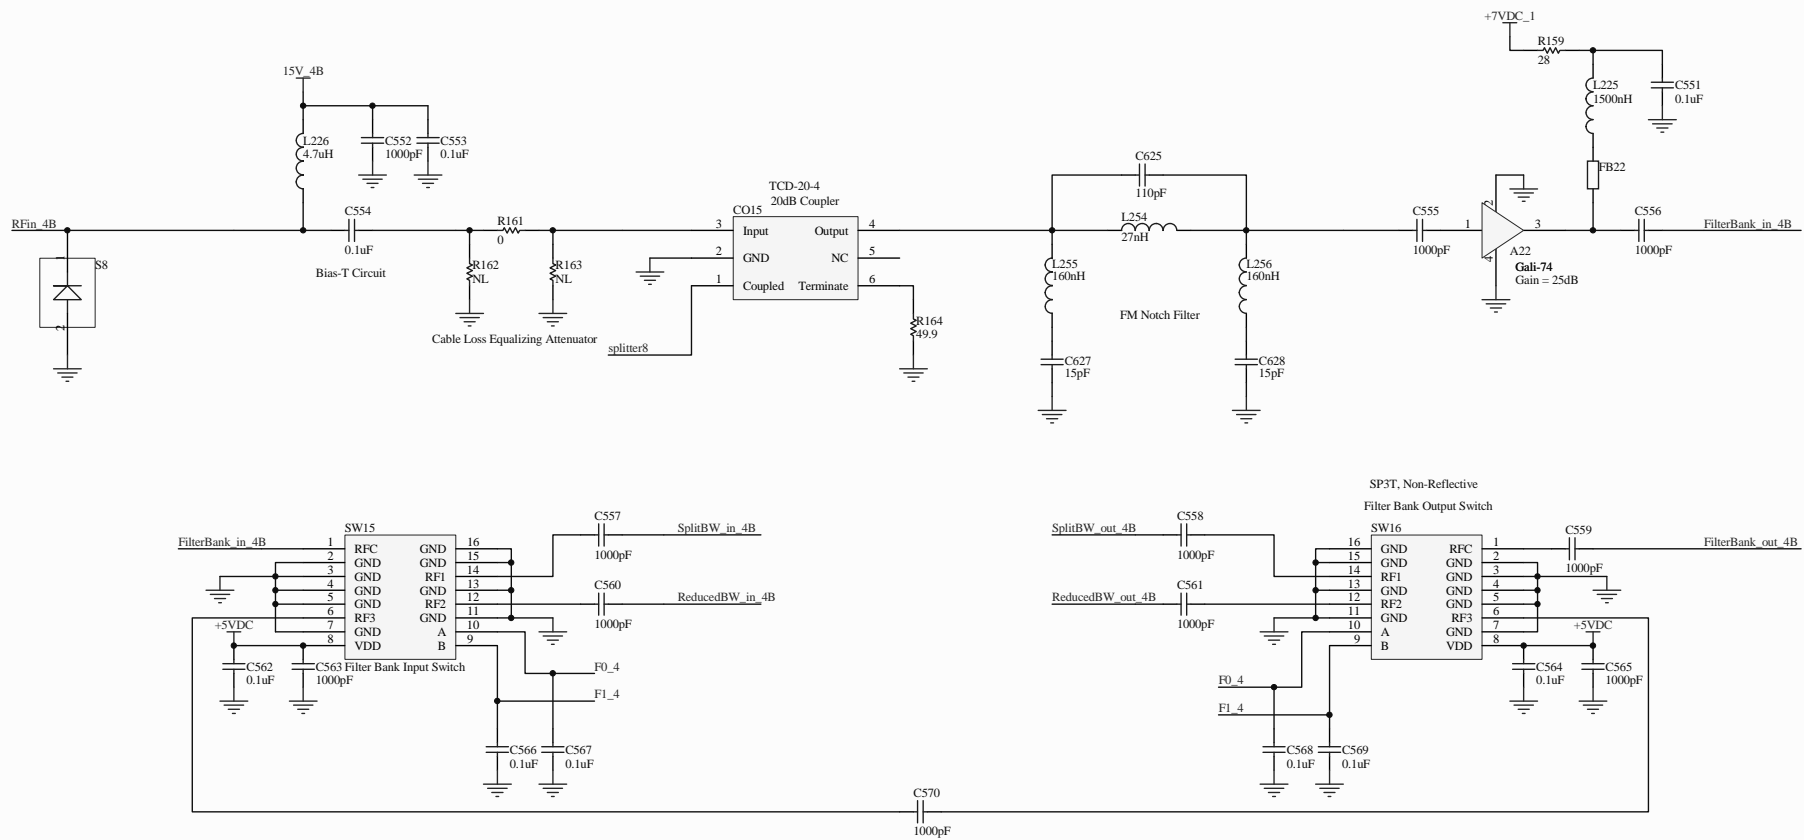 +7VDC_1
R159
28
L225
1500nH
C551
0.1uF
FB22
15V_4B
L226
4.7uH
C552
1000pF
C553
0.1uF
RFin_4B
C554
0.1uF
Bias-T Circuit
1
S8
2
R161
0
R162
NL
R163
NL
Cable Loss Equalizing Attenuator
TCD-20-4
20dB Coupler
CO15
3 Input Output 4
2 GND NC 5
1 Coupled Terminate 6
splitter8
R164
49.9
C625
110pF
L254
27nH
L255
160nH
L256
160nH
FM Notch Filter
C627
15pF
C628
15pF
C555
1000pF
1
2
3
4
A22
Gali-74
Gain = 25dB
C556
1000pF
FilterBank_in_4B
SW15
FilterBank_in_4B
1 RFC GND 16
2 GND GND 15
3 GND RF1 14
4 GND GND 13
5 GND RF2 12
6 RF3 GND 11
7 GND A 10
8 VDD B 9
Filter Bank Input Switch
+5VDC
C562
0.1uF
C563
1000pF
C557
1000pF
SplitBW_in_4B
C560
1000pF
ReducedBW_in_4B
F0_4
F1_4
C566
0.1uF
C567
0.1uF
C570
1000pF
SP3T, Non-Reflective
Filter Bank Output Switch
SW16
SplitBW_out_4B
C558
1000pF
ReducedBW_out_4B
C561
1000pF
16 GND RFC 1
15 GND GND 2
14 RF1 GND 3
13 GND GND 4
12 RF2 GND 5
11 GND RF3 6
10 A GND 7
9 B VDD 8
C559
1000pF
FilterBank_out_4B
+5VDC
C564
0.1uF
C565
1000pF
F0_4
F1_4
C568
0.1uF
C569
0.1uF